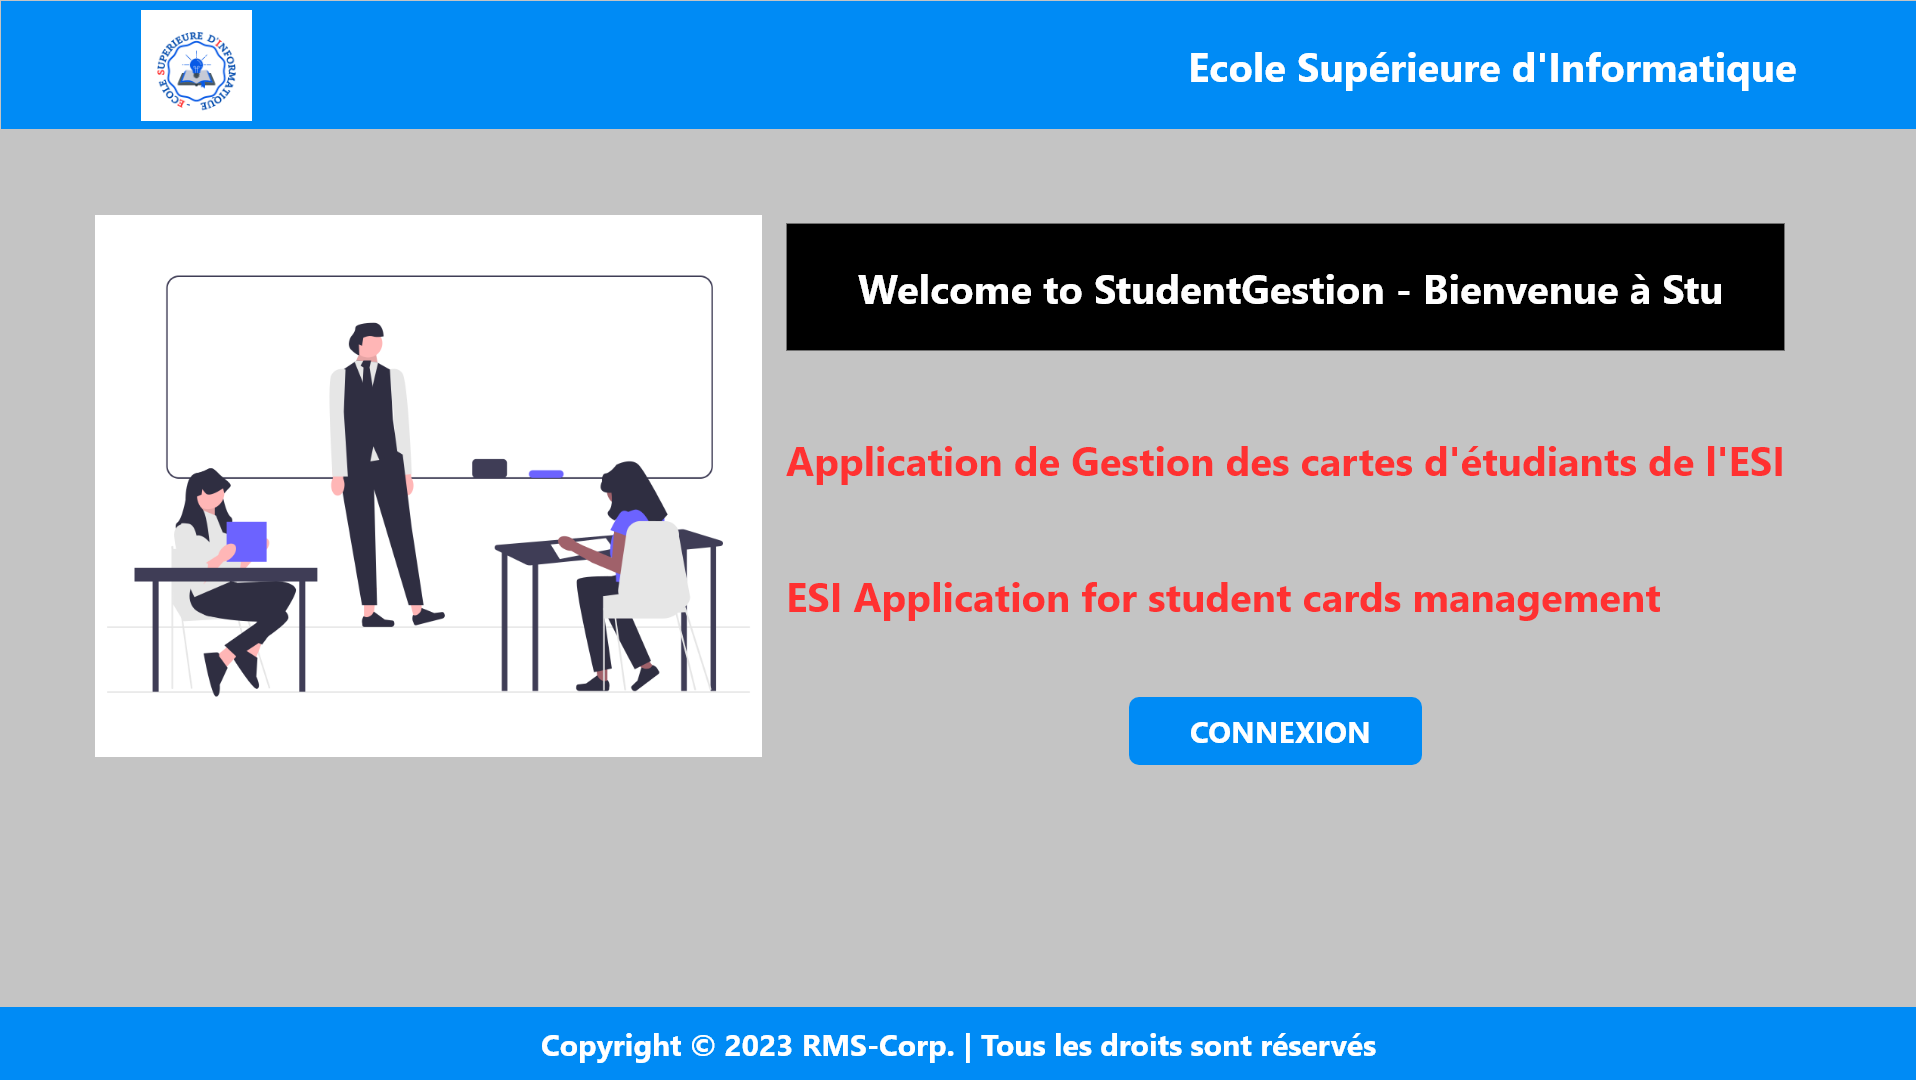 ECOLE SUPERIEURE D'INFORMATIQUE -
Ecole Supérieure d'Informatique
Welcome to StudentGestion - Bienvenue à Stu
Application de Gestion des cartes d'étudiants de l'ESI
ESI Application for student cards management
CONNEXION
Copyright © 2023 RMS-Corp. | Tous les droits sont réservés